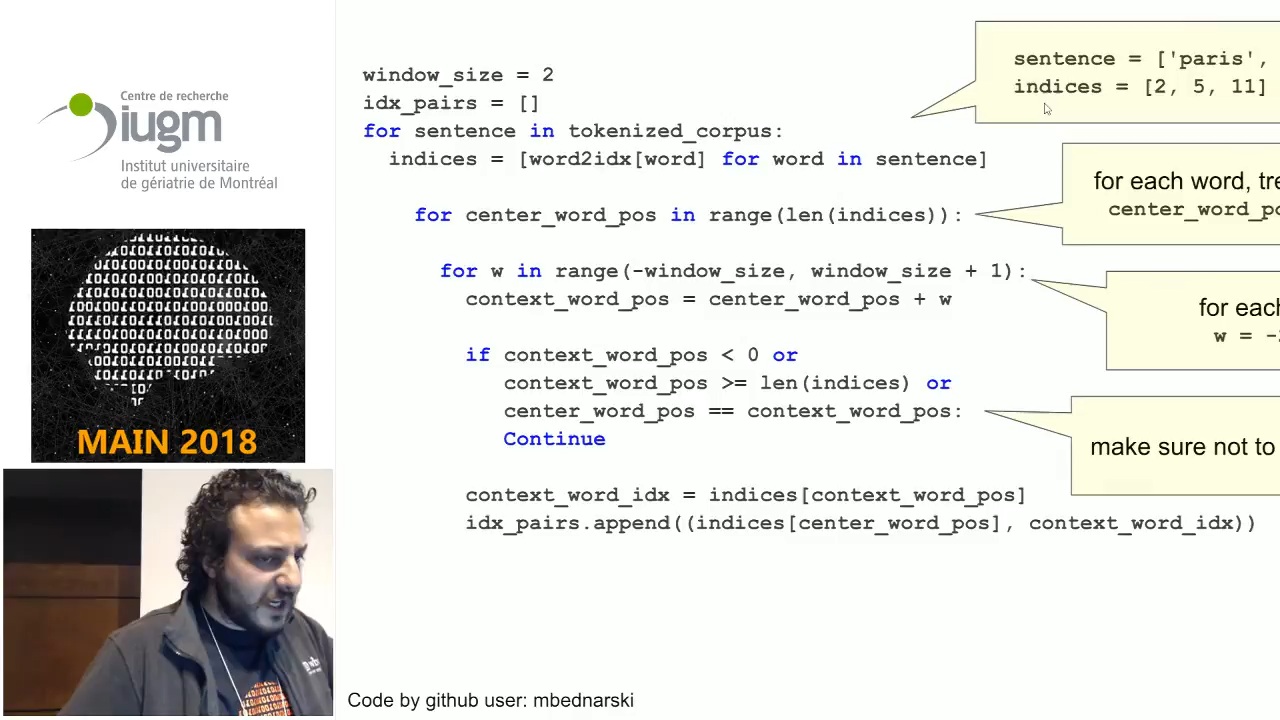 Centre de recherche
iugm
Institut universitaire
de gériatrie de Montréal
MAIN 2018
window_size = 2
idx_pairs = []
for sentence in tokenized_corpus:
indices = [word2idx[word] for word in sentence]
for center_word_pos in range(len(indices)):
for w in range(-window_size, window_size + 1):
context_word_pos = center_word_pos + w
if context_word_pos < 0 or
context_word_pos >= len(indices) or
center_word_pos == context_word_pos:
Continue
context_word_idx = indices[context_word_pos]
idx_pairs.append((indices[center_word_pos], context_word_idx))
sentence = ['paris',
indices = [2, 5, 11]
for each word,
for
w =
make sure not to
Code by github user: mbednarski